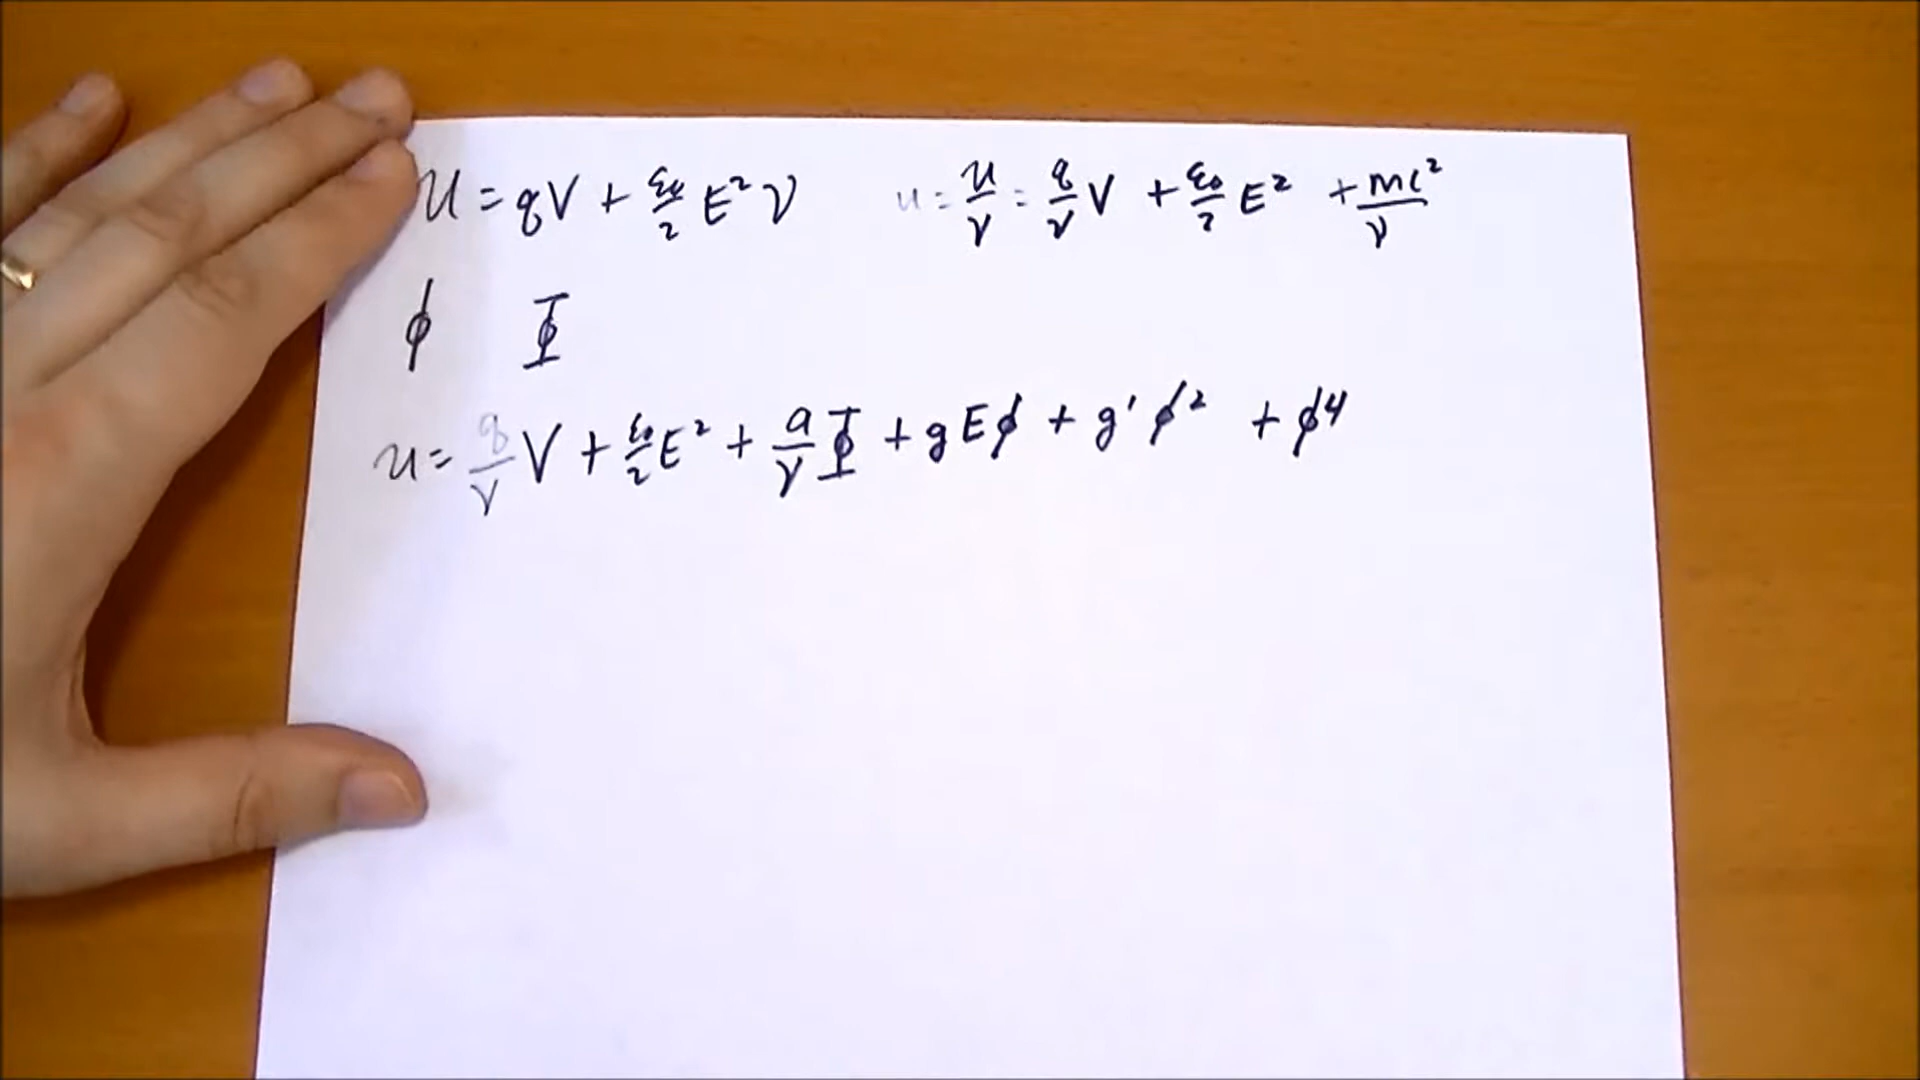 U = qV + ε₀/2 E² V    u = U/V = q/V V + ε₀/2 E² + mc²/V
ϕ    Φ
u = q/V V + ε₀/2 E² + a/V Φ + gEϕ + g'ϕ² + ϕ4